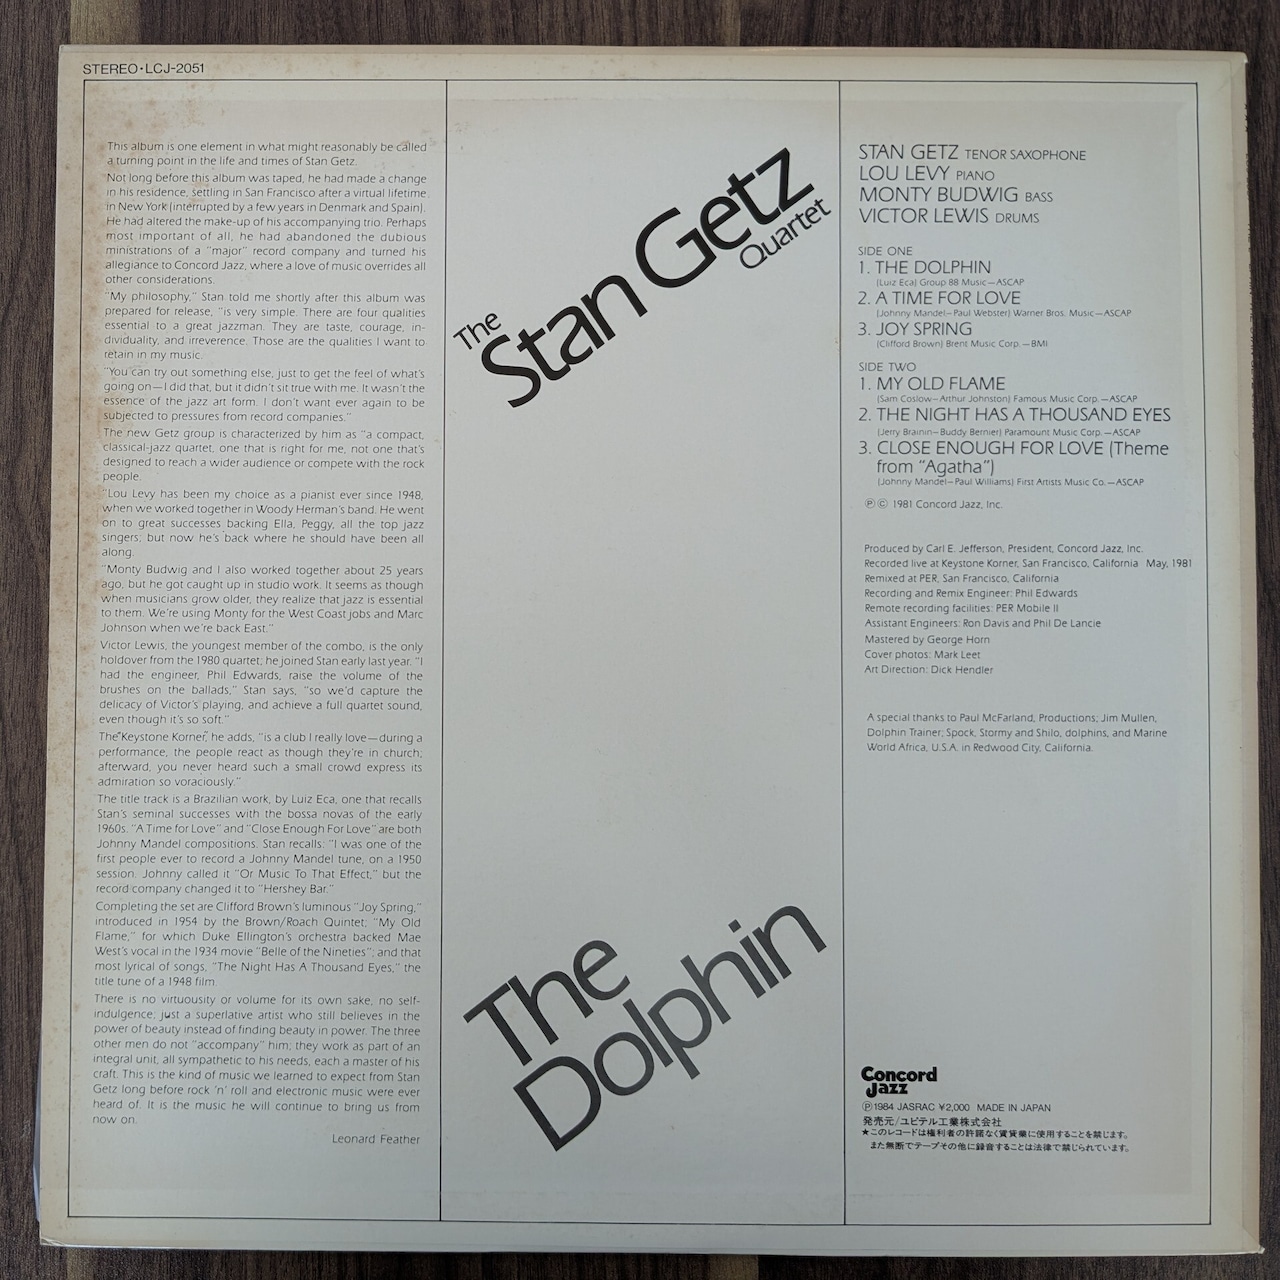 STEREO·LCJ-2051
This album is one element in what might reasonably be called
a turning point in the life and times of Stan Getz.
Not long before this album was taped, he had made a change
in his residence, settling in San Francisco after a virtual lifetime
in New York (interrupted by a few years in Denmark and Spain).
He had altered the make-up of his accompanying trio. Perhaps
most important of all, he had abandoned the dubious
ministrations of a "major" record company and turned his
allegiance to Concord Jazz, where a love of music overrides all
other considerations.
"My philosophy," Stan told me shortly after this album was
prepared for release, "is very simple. There are four qualities
essential to a great jazzman. They are taste, courage, in-
dividuality, and irreverence. Those are the qualities I want to
retain in my music.
"You can try out something else, just to get the feel of what's
going on—I did that, but it didn't sit true with me. It wasn't the
essence of the jazz art form. I don't want ever again to be
subjected to pressures from record companies."
The new Getz group is characterized by him as "a compact,
classical-jazz quartet, one that is right for me, not one that's
designed to reach a wider audience or compete with the rock
people.
"Lou Levy has been my choice as a pianist ever since 1948,
when we worked together in Woody Herman's band. He went
on to great successes backing Ella, Peggy, all the top jazz
singers; but now he's back where he should have been all
along.
"Monty Budwig and I also worked together about 25 years
ago, but he got caught up in studio work. It seems as though
when musicians grow older, they realize that jazz is essential
to them. We're using Monty for the West Coast jobs and Marc
Johnson when we're back East."
Victor Lewis, the youngest member of the combo, is the only
holdover from the 1980 quartet; he joined Stan early last year. "I
had the engineer, Phil Edwards, raise the volume of the
brushes on the ballads," Stan says, "so we'd capture the
delicacy of Victor's playing, and achieve a full quartet sound,
even though it's so soft."
The "Keystone Korner," he adds, "is a club I really love—during a
performance, the people react as though they're in church;
afterward, you never heard such a small crowd express its
admiration so voraciously."
The title track is a Brazilian work, by Luiz Eca, one that recalls
Stan's seminal successes with the bossa novas of the early
1960s. "A Time for Love" and "Close Enough For Love" are both
Johnny Mandel compositions. Stan recalls: "I was one of the
first people ever to record a Johnny Mandel tune, on a 1950
session. Johnny called it "Or Music To That Effect," but the
record company changed it to "Hershey Bar."
Completing the set are Clifford Brown's luminous "Joy Spring,"
introduced in 1954 by the Brown/Roach Quintet; "My Old
Flame," for which Duke Ellington's orchestra backed Mae
West's vocal in the 1934 movie "Belle of the Nineties"; and that
most lyrical of songs, "The Night Has A Thousand Eyes," the
title tune of a 1948 film.
There is no virtuousity or volume for its own sake, no self-
indulgence; just a superlative artist who still believes in the
power of beauty instead of finding beauty in power. The three
other men do not "accompany" him; they work as part of an
integral unit, all sympathetic to his needs, each a master of his
craft. This is the kind of music we learned to expect from Stan
Getz long before rock 'n' roll and electronic music were ever
heard of. It is the music he will continue to bring us from
now on.
Leonard Feather
The
Stan Getz
Quartet
The
Dolphin
STAN GETZ TENOR SAXOPHONE
LOU LEVY PIANO
MONTY BUDWIG BASS
VICTOR LEWIS DRUMS
SIDE ONE
1. THE DOLPHIN
(Luiz Eca) Group 88 Music—ASCAP
2. A TIME FOR LOVE
(Johnny Mandel—Paul Webster) Warner Bros. Music—ASCAP
3. JOY SPRING
(Clifford Brown) Brent Music Corp.—BMI
SIDE TWO
1. MY OLD FLAME
(Sam Coslow—Arthur Johnston) Famous Music Corp.—ASCAP
2. THE NIGHT HAS A THOUSAND EYES
(Jerry Brainin—Buddy Bernier) Paramount Music Corp.—ASCAP
3. CLOSE ENOUGH FOR LOVE (Theme
from "Agatha")
(Johnny Mandel—Paul Williams) First Artists Music Co.—ASCAP
℗ © 1981 Concord Jazz, Inc.
Produced by Carl E. Jefferson, President, Concord Jazz, Inc.
Recorded live at Keystone Korner, San Francisco, California May, 1981
Remixed at PER, San Francisco, California
Recording and Remix Engineer: Phil Edwards
Remote recording facilities: PER Mobile II
Assistant Engineers: Ron Davis and Phil De Lancie
Mastered by George Horn
Cover photos: Mark Leet
Art Direction: Dick Hendler
A special thanks to Paul McFarland, Productions; Jim Mullen,
Dolphin Trainer; Spock, Stormy and Shilo, dolphins, and Marine
World Africa, U.S.A. in Redwood City, California.
Concord
Jazz
℗1984 JASRAC ¥2,000 MADE IN JAPAN
発売元/ユピテル工業株式会社
★このレコードは権利者の許諾なく賃貸業に使用することを禁じます。
また無断でテープその他に録音することは法律で禁じられています。